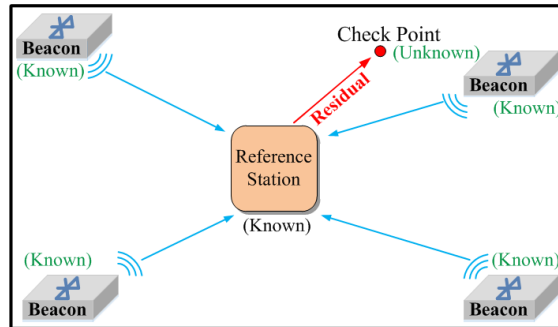 Check Point
(Unknown)
Beacon
(Known)
Beacon
(Known)
Residual
Reference
Station
(Known)
(Known)
Beacon
(Known)
Beacon